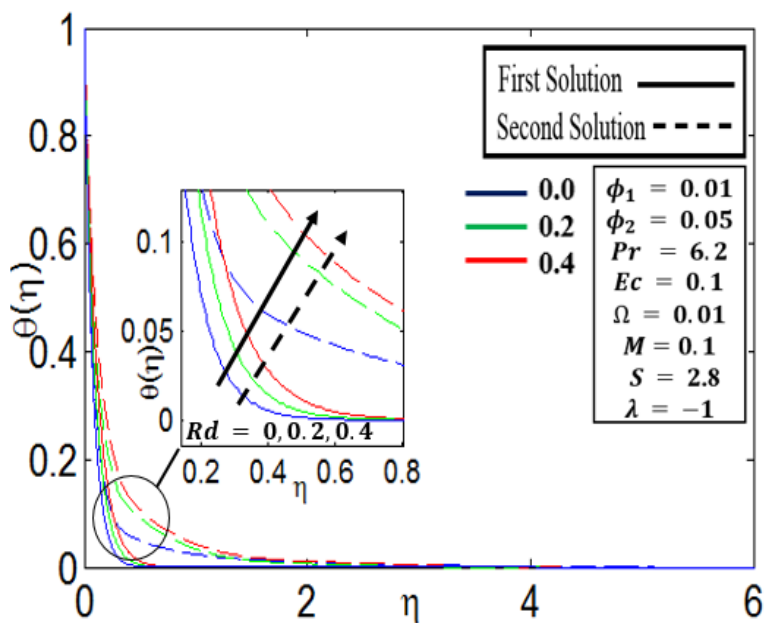 1
0.8
0.6
0.4
0.2
0
0 2 4 6
θ(η)
η
First Solution
Second Solution
0.0
0.2
0.4
ϕ₁ = 0.01
ϕ₂ = 0.05
Pr = 6.2
Ec = 0.1
Ω = 0.01
M = 0.1
S = 2.8
λ = −1
0.1
0.05
0
θ(η)
Rd = 0, 0.2, 0.4
0.2 0.4 0.6 0.8
η